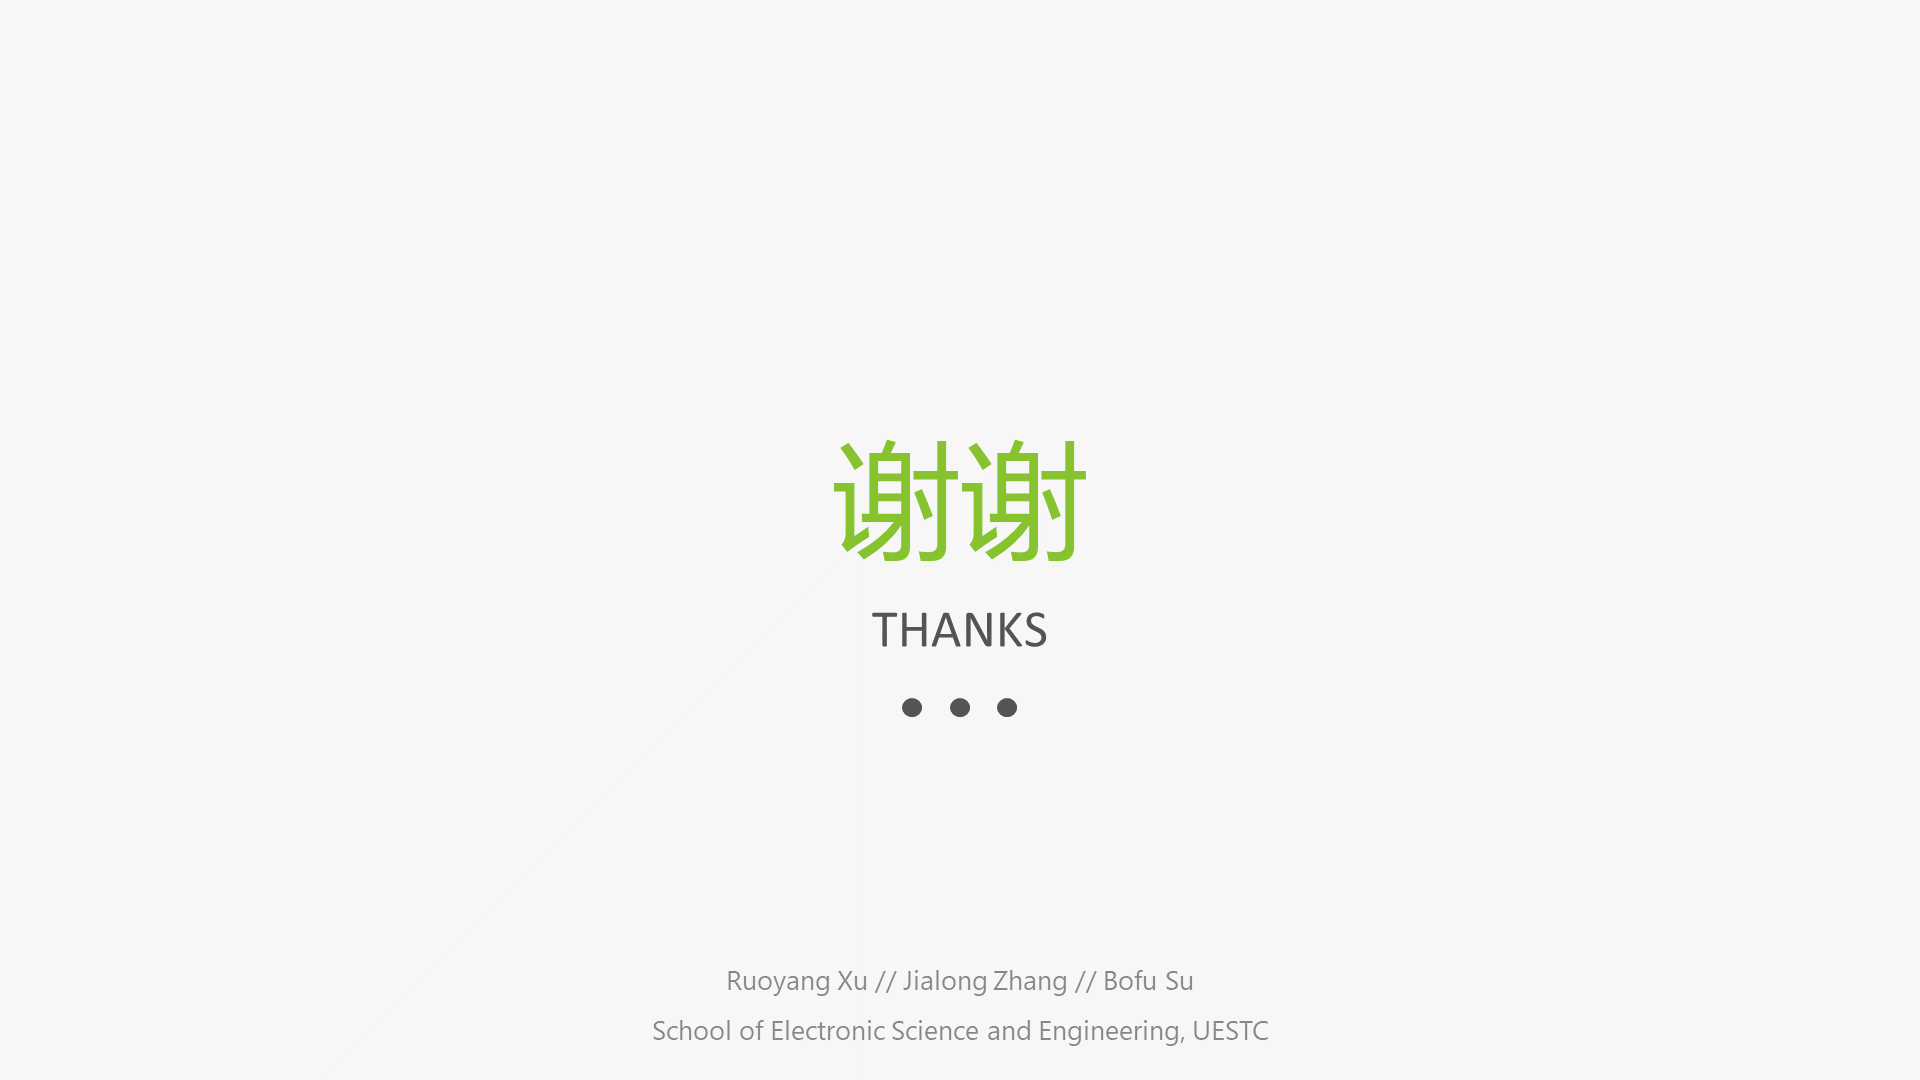 谢谢
THANKS
Ruoyang Xu // Jialong Zhang // Bofu Su
School of Electronic Science and Engineering, UESTC